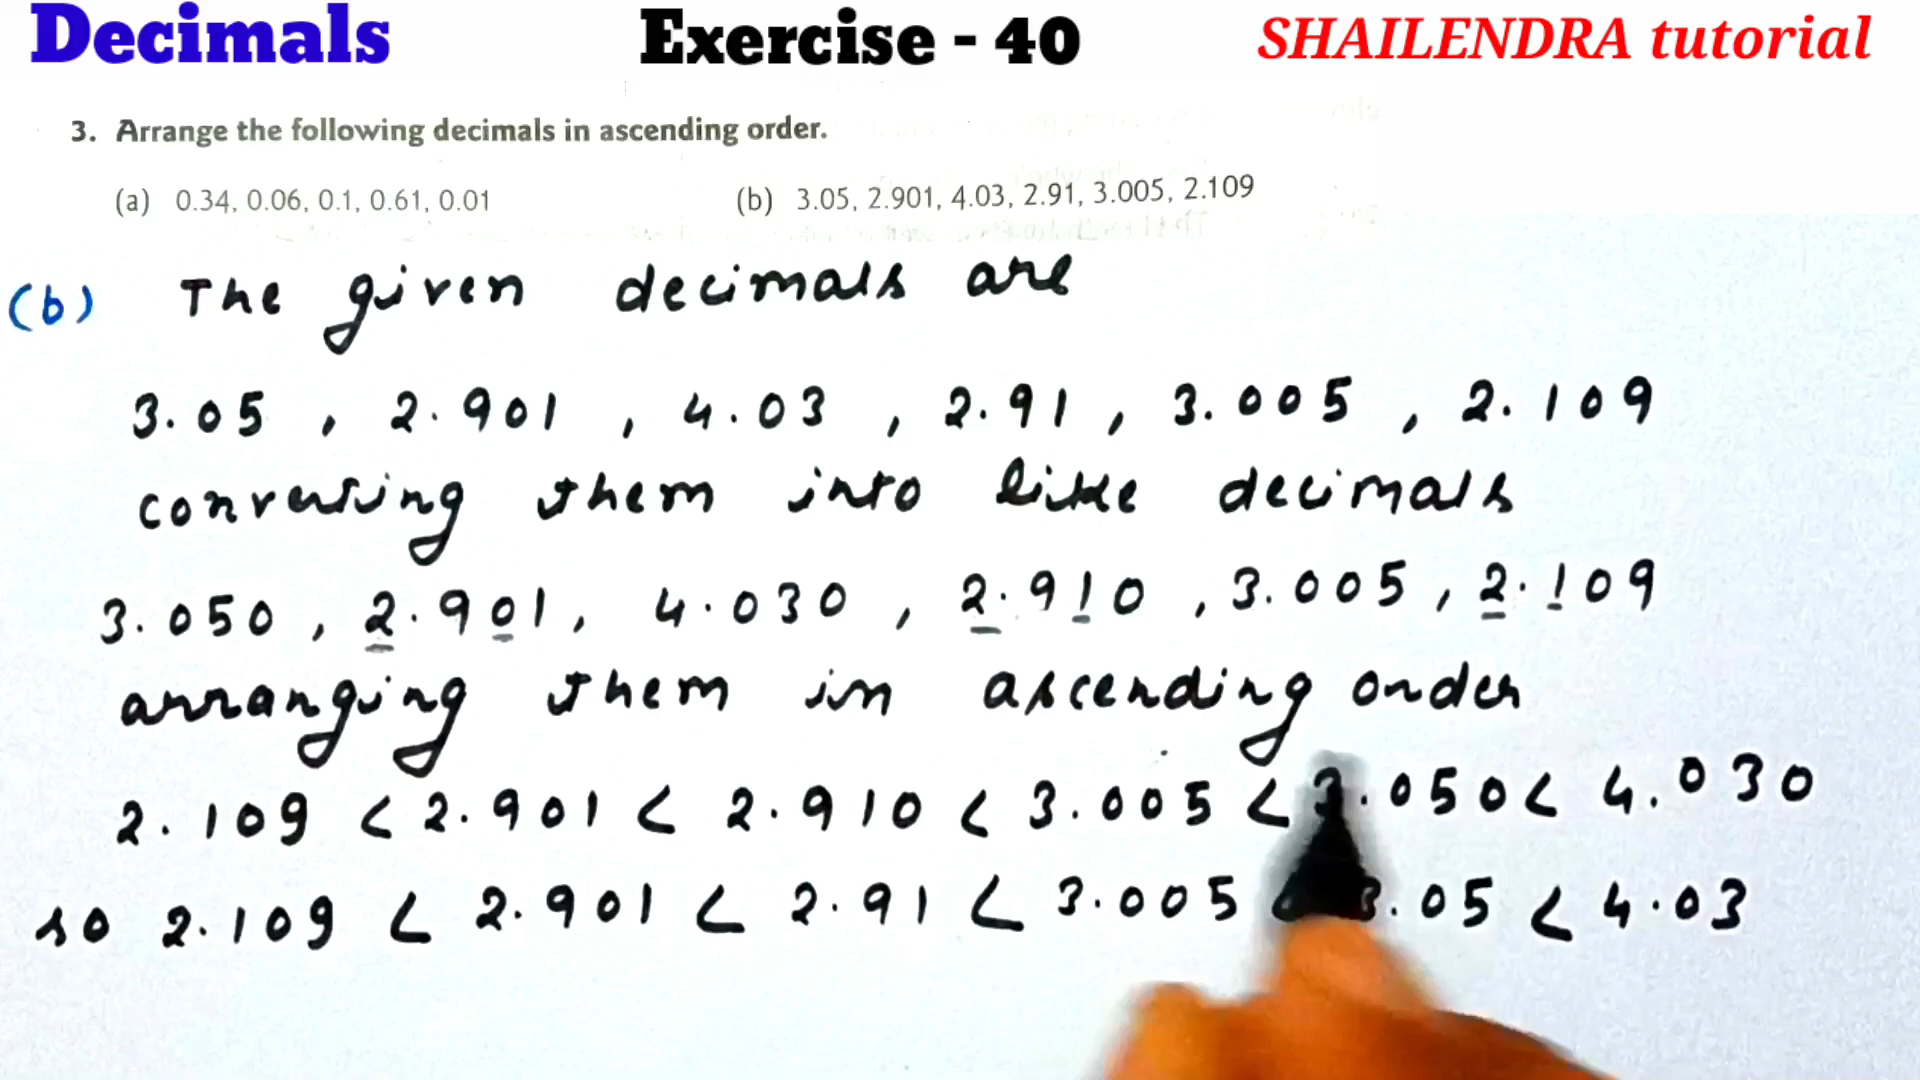 Decimals Exercise - 40 SHAILENDRA tutorial
3. Arrange the following decimals in ascending order.
(a) 0.34, 0.06, 0.1, 0.61, 0.01 (b) 3.05, 2.901, 4.03, 2.91, 3.005, 2.109
(b) The given decimals are
3.05 , 2.901 , 4.03 , 2.91 , 3.005 , 2.109
converting them into like decimals
3.050 , 2.901 , 4.030 , 2.910 , 3.005 , 2.109
arranging them in ascending order
2.109 < 2.901 < 2.910 < 3.005 < 3.050 < 4.030
so 2.109 < 2.901 < 2.91 < 3.005 < 3.05 < 4.03